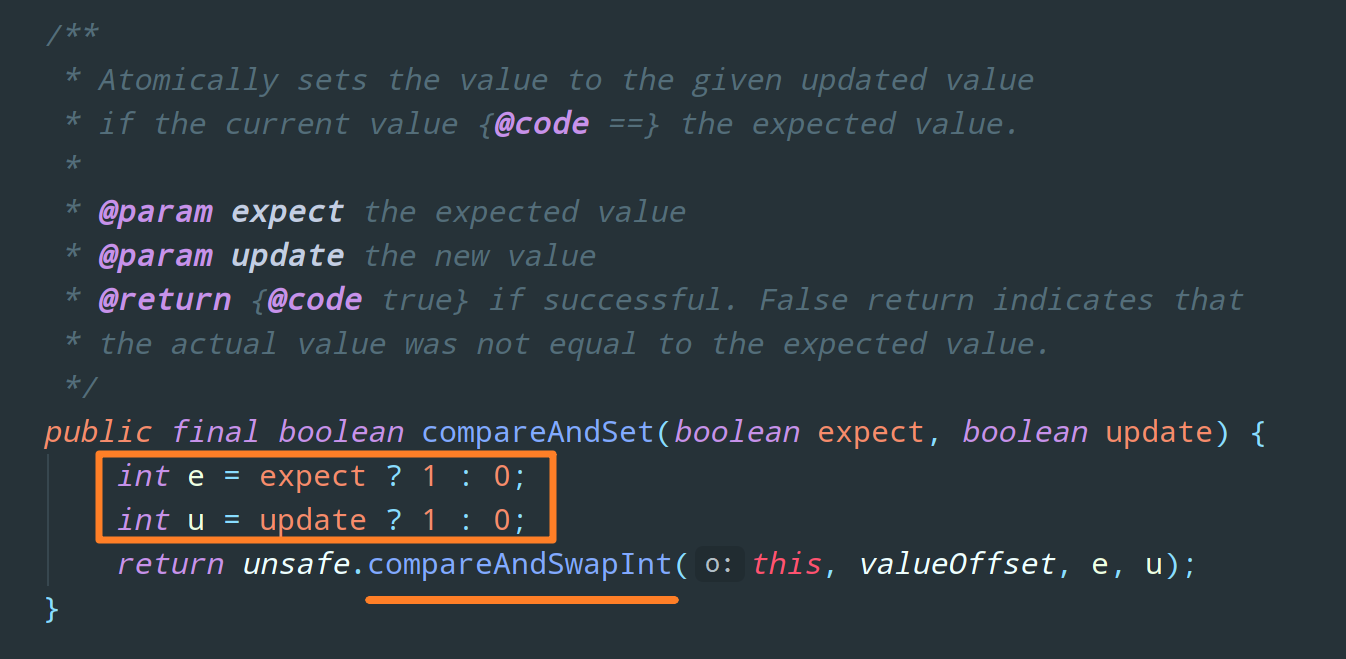 /**
* Atomically sets the value to the given updated value
* if the current value {@code ==} the expected value.
*
* @param expect the expected value
* @param update the new value
* @return {@code true} if successful. False return indicates that
* the actual value was not equal to the expected value.
*/
public final boolean compareAndSet(boolean expect, boolean update) {
int e = expect ? 1 : 0;
int u = update ? 1 : 0;
return unsafe.compareAndSwapInt( o: this, valueOffset, e, u);
}